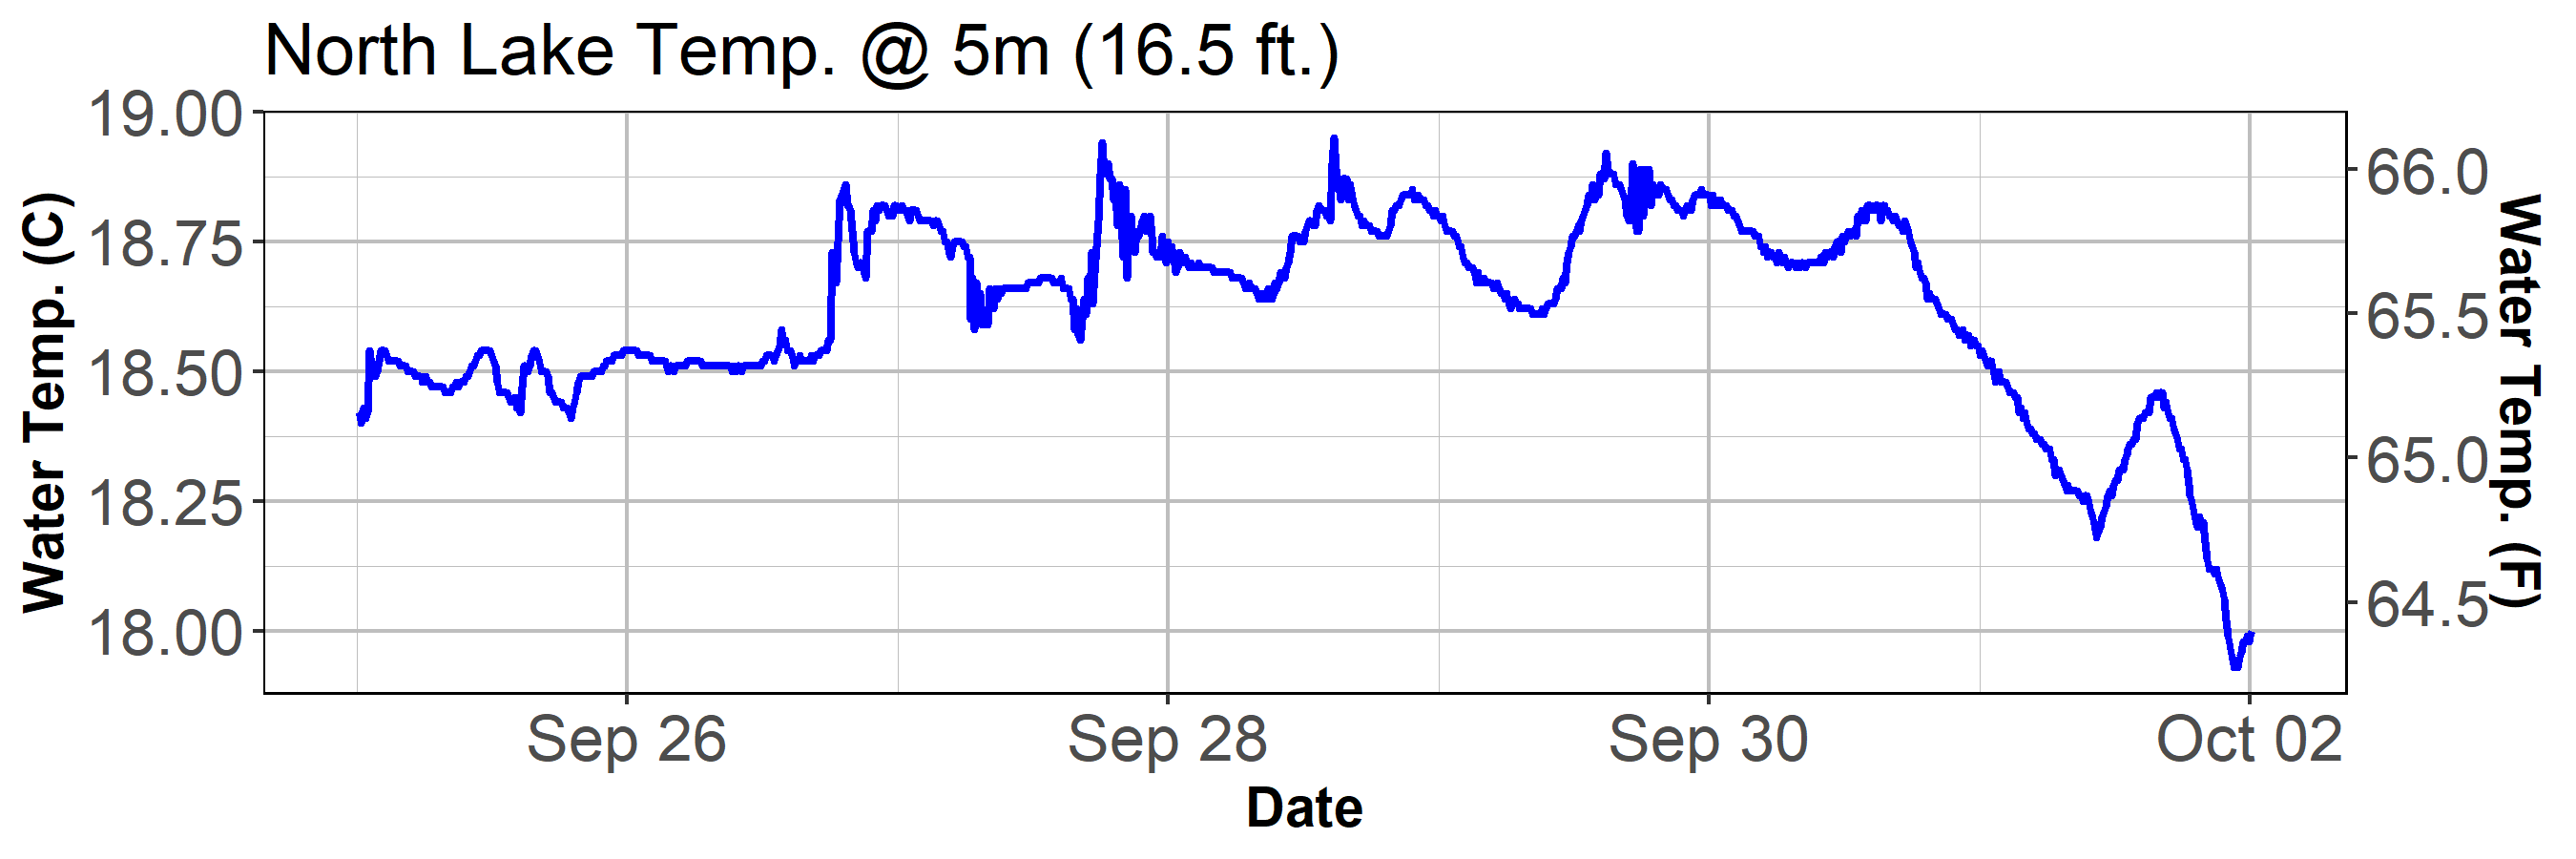 North Lake Temp. @ 5m (16.5 ft.)
Water Temp. (C)
19.00
18.75
18.50
18.25
18.00
66.0
65.5
65.0
64.5
Water Temp. (F)
Sep 26 Sep 28 Sep 30 Oct 02
Date